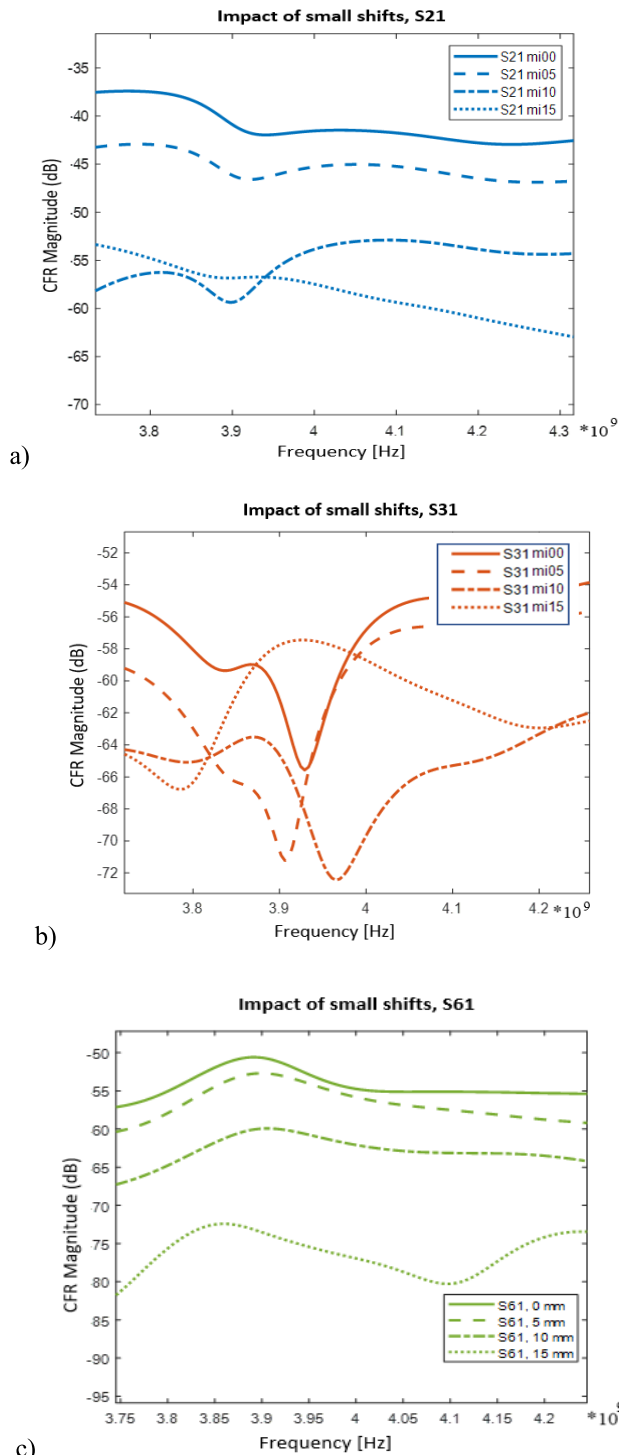 Impact of small shifts, S21
-35
-40
-45
-50
-55
-60
-65
-70
CFR Magnitude (dB)
S21 mi00
S21 mi05
S21 mi10
S21 mi15
3.8 3.9 4 4.1 4.2 4.3 *10^9
Frequency [Hz]
a)
Impact of small shifts, S31
-52
-54
-56
-58
-60
-62
-64
-66
-68
-70
-72
CFR Magnitude (dB)
S31 mi00
S31 mi05
S31 mi10
S31 mi15
3.8 3.9 4 4.1 4.2 *10^9
Frequency [Hz]
b)
Impact of small shifts, S61
-50
55
60
65
-70
75
80
-85
-90
-95
CFR Magnitude (dB)
S61, 0 mm
S61, 5 mm
S61, 10 mm
S61, 15 mm
3.75 3.8 3.85 3.9 3.95 4 4.05 4.1 4.15 4.2
Frequency [Hz]
c)